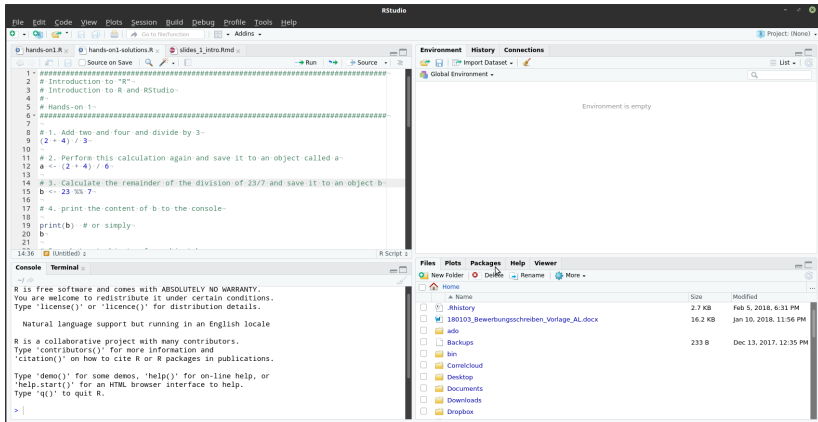 RStudio
File Edit Code View Plots Session Build Debug Profile Tools Help
Go to file/function Addins Project: (None)
hands-on1.R hands-on1-solutions.R slides_1_intro.Rmd
Source on Save Run Source
1 ################################################################################
2 # Introduction to "R"
3 # Introduction to R and RStudio
4 #
5 # Hands-on 1
6 ################################################################################
7
8 # 1. Add two and four and divide by 3
9 (2 + 4) / 3
10
11 # 2. Perform this calculation again and save it to an object called a
12 a <- (2 + 4) / 6
13
14 # 3. Calculate the remainder of the division of 23/7 and save it to an object b
15 b <- 23 %% 7
16
17 # 4. print the content of b to the console
18
19 print(b) # or simply
20 b
21
14:36 (Untitled) R Script
Console Terminal
~/
R is free software and comes with ABSOLUTELY NO WARRANTY.
You are welcome to redistribute it under certain conditions.
Type 'license()' or 'licence()' for distribution details.
Natural language support but running in an English locale
R is a collaborative project with many contributors.
Type 'contributors()' for more information and
'citation()' on how to cite R or R packages in publications.
Type 'demo()' for some demos, 'help()' for on-line help, or
'help.start()' for an HTML browser interface to help.
Type 'q()' to quit R.
>
Environment History Connections
Import Dataset List
Global Environment
Environment is empty
Files Plots Packages Help Viewer
New Folder Delete Rename More
Home ...
Name Size Modified
.Rhistory 2.7 KB Feb 5, 2018, 6:31 PM
180103_Bewerbungsschreiben_Vorlage_AL.docx 16.2 KB Jan 10, 2018, 11:56 PM
ado
Backups 233 B Dec 13, 2017, 12:35 PM
bin
Correlcloud
Desktop
Documents
Downloads
Dropbox